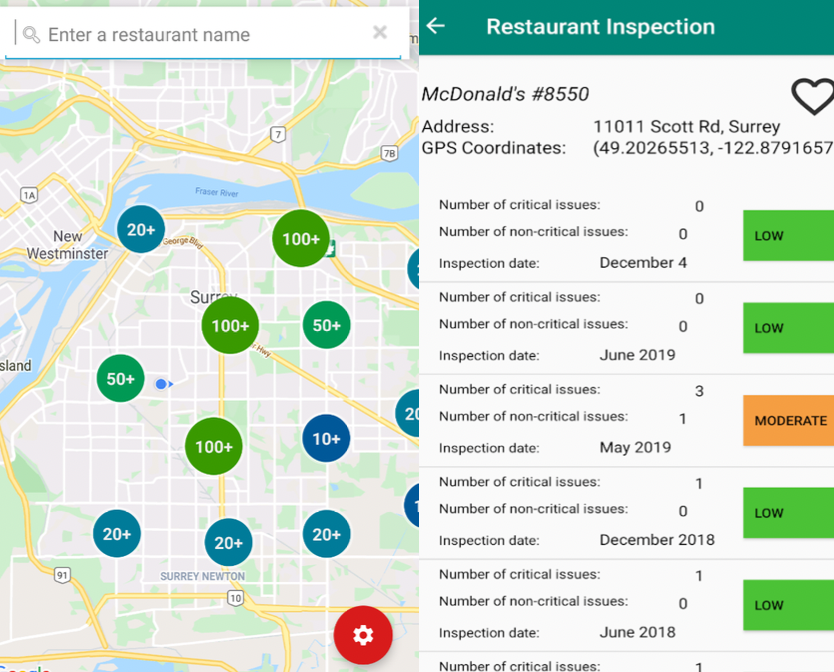 Enter a restaurant name
7
7B
1A
Fraser River
New
Westminster
20+
George Blvd
100+
Surrey
100+
50+
Hwy
50+
sland
20
100+
10+
20+
20+
20+
91
SURREY NEWTON
10
Restaurant Inspection
McDonald's #8550
Address: 11011 Scott Rd, Surrey
GPS Coordinates: (49.20265513, -122.8791657
Number of critical issues: 0
Number of non-critical issues: 0
LOW
Inspection date: December 4
Number of critical issues: 0
Number of non-critical issues: 0
LOW
Inspection date: June 2019
Number of critical issues: 3
Number of non-critical issues: 1
MODERATE
Inspection date: May 2019
Number of critical issues: 1
Number of non-critical issues: 0
LOW
Inspection date: December 2018
Number of critical issues: 1
Number of non-critical issues: 0
LOW
Inspection date: June 2018
Number of critical issues: 1